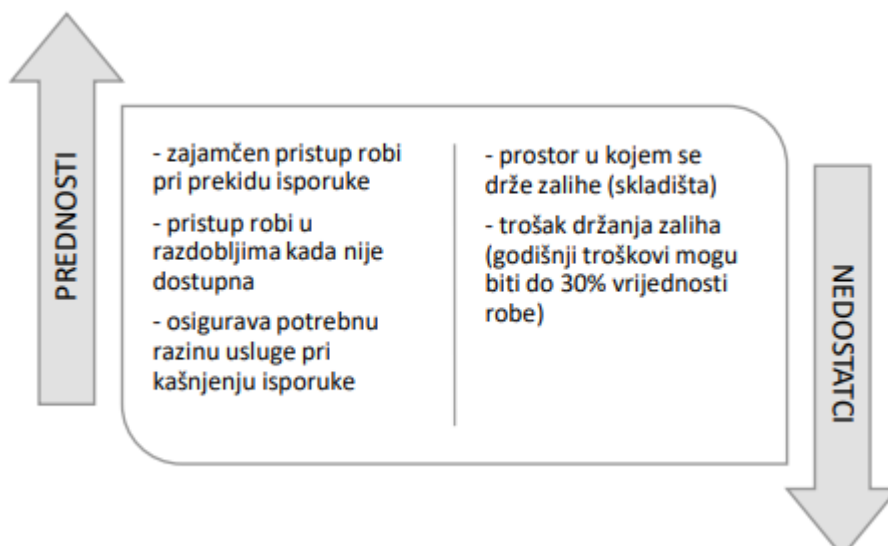 PREDNOSTI
- zajamčen pristup robi
pri prekidu isporuke
- pristup robi u
razdobljima kada nije
dostupna
- osigurava potrebnu
razinu usluge pri
kašnjenju isporuke
- prostor u kojem se
drže zalihe (skladišta)
- trošak držanja zaliha
(godišnji troškovi mogu
biti do 30% vrijednosti
robe)
NEDOSTATCI